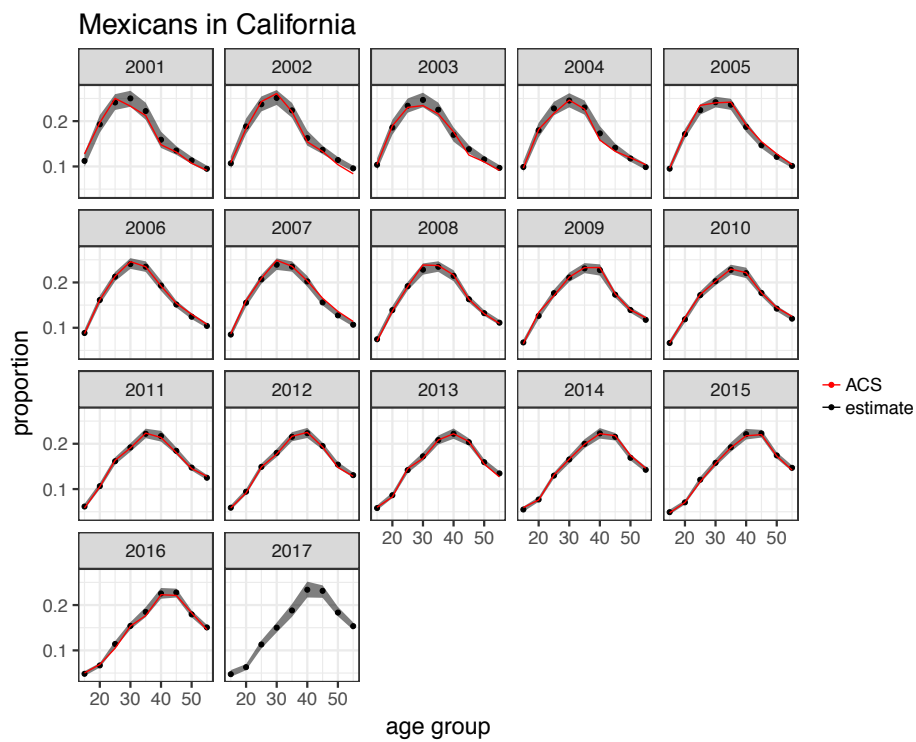 Mexicans in California
2001 2002 2003 2004 2005
0.2
0.1
2006 2007 2008 2009 2010
0.2
0.1
2011 2012 2013 2014 2015
0.2
0.1
20 30 40 50 20 30 40 50 20 30 40 50
2016 2017
0.2
0.1
20 30 40 50 20 30 40 50
age group
proportion
ACS
estimate